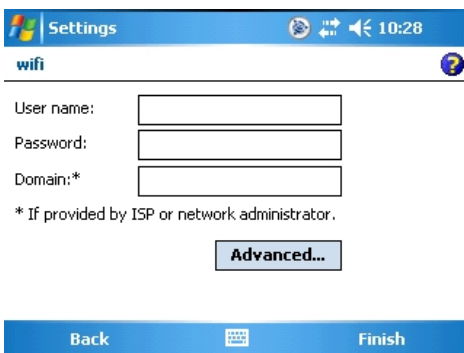 Settings 10:28
wifi
User name:
Password:
Domain:*
* If provided by ISP or network administrator.
Advanced...
Back Finish